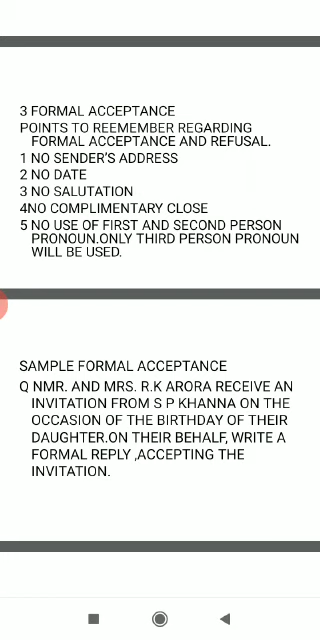 3 FORMAL ACCEPTANCE
POINTS TO REEMEMBER REGARDING
FORMAL ACCEPTANCE AND REFUSAL.
1 NO SENDER'S ADDRESS
2 NO DATE
3 NO SALUTATION
4NO COMPLIMENTARY CLOSE
5 NO USE OF FIRST AND SECOND PERSON
PRONOUN.ONLY THIRD PERSON PRONOUN
WILL BE USED.
SAMPLE FORMAL ACCEPTANCE
Q NMR. AND MRS. R.K ARORA RECEIVE AN
INVITATION FROM S P KHANNA ON THE
OCCASION OF THE BIRTHDAY OF THEIR
DAUGHTER.ON THEIR BEHALF, WRITE A
FORMAL REPLY ,ACCEPTING THE
INVITATION.